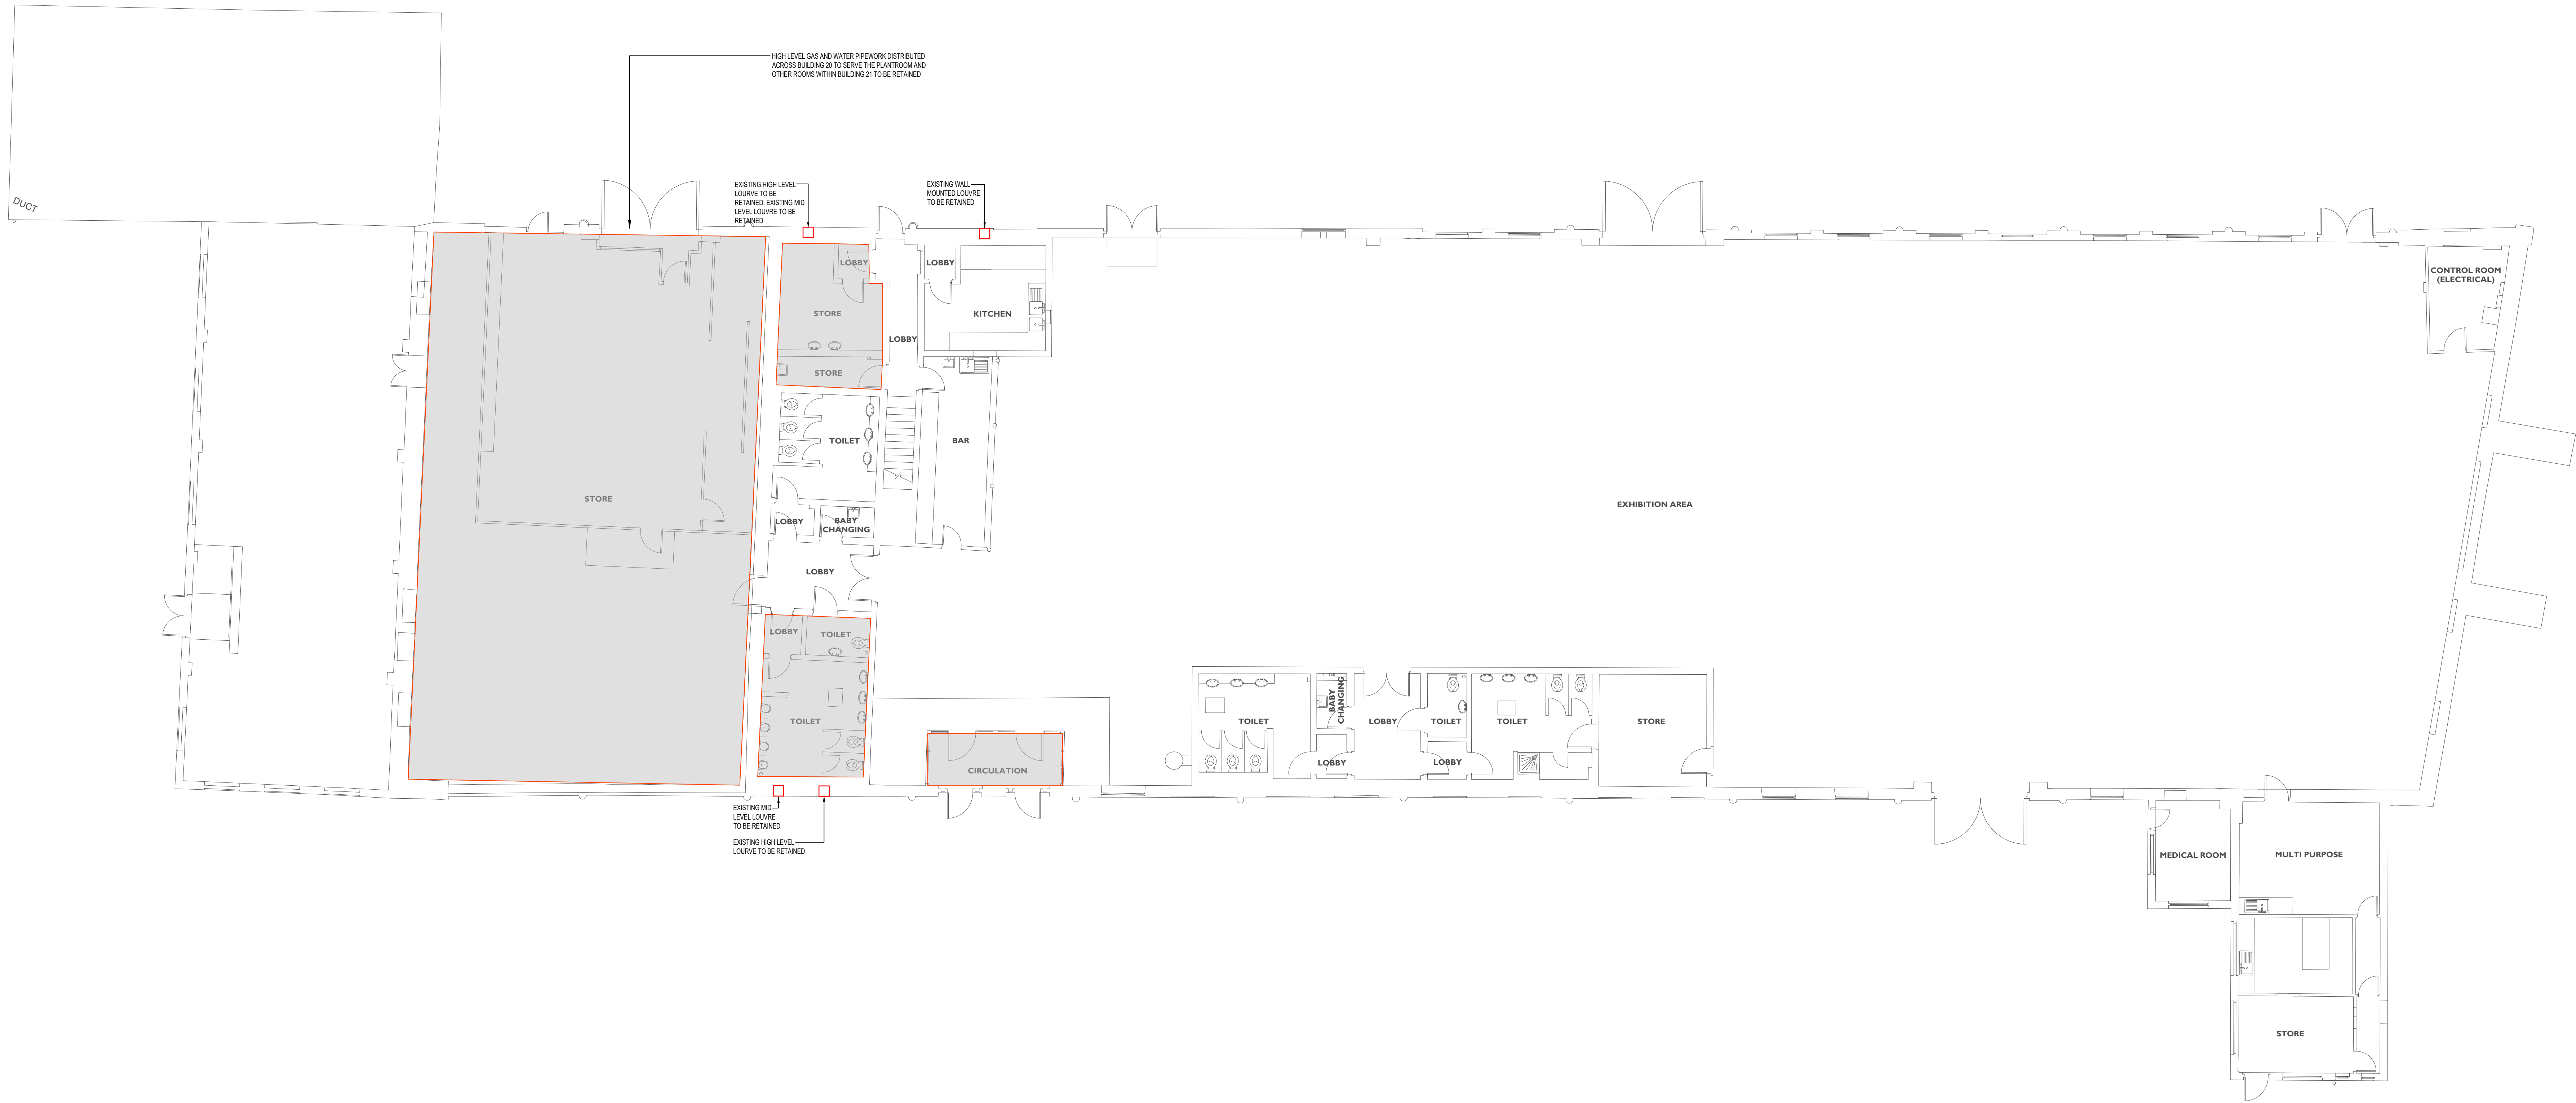 HIGH LEVEL GAS AND WATER PIPEWORK DISTRIBUTED
ACROSS BUILDING 20 TO SERVE THE PLANTROOM AND
OTHER ROOMS WITHIN BUILDING 21 TO BE RETAINED
DUCT
EXISTING HIGH LEVEL
LOURVE TO BE
RETAINED. EXISTING MID
LEVEL LOUVRE TO BE
RETAINED
EXISTING WALL
MOUNTED LOUVRE
TO BE RETAINED
LOBBY
LOBBY
CONTROL ROOM
(ELECTRICAL)
STORE
KITCHEN
LOBBY
STORE
TOILET
BAR
STORE
EXHIBITION AREA
LOBBY
BABY
CHANGING
LOBBY
LOBBY
TOILET
TOILET
TOILET
BABY
CHANGING
LOBBY
TOILET
TOILET
STORE
LOBBY
LOBBY
CIRCULATION
EXISTING MID
LEVEL LOUVRE
TO BE RETAINED
EXISTING HIGH LEVEL
LOURVE TO BE RETAINED
MEDICAL ROOM
MULTI PURPOSE
STORE